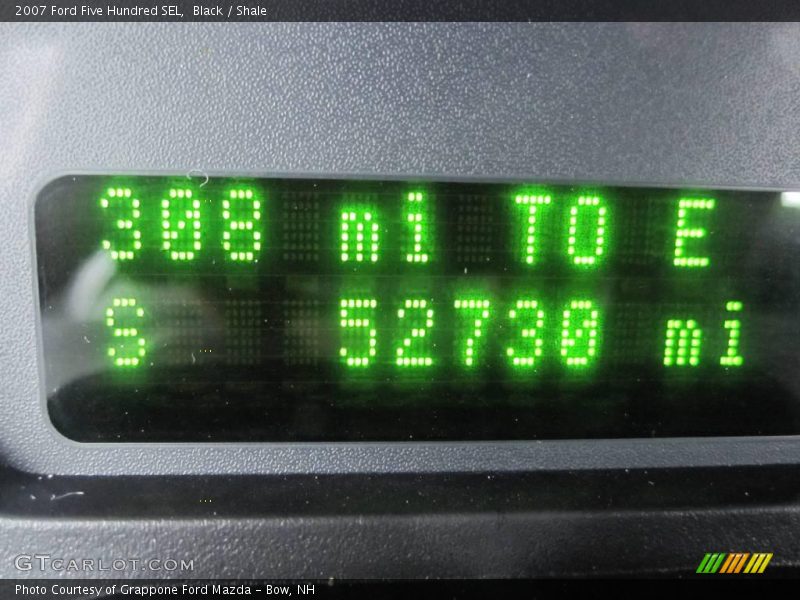 2007 Ford Five Hundred SEL,  Black / Shale
308 mi TO E
S 52730 mi
GTCARLOT.COM
Photo Courtesy of Grappone Ford Mazda - Bow, NH